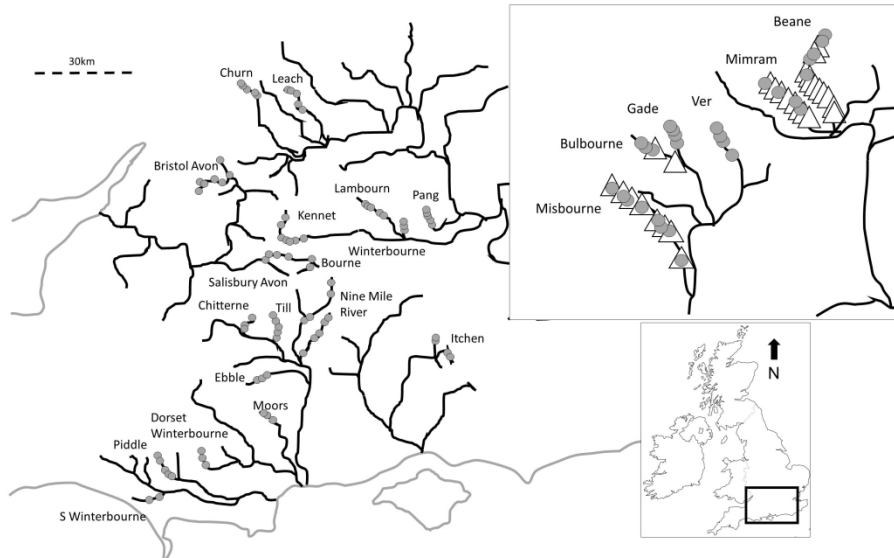 30km
Churn
Leach
Bristol Avon
Lambourn
Pang
Kennet
Winterbourne
Bourne
Salisbury Avon
Nine Mile
River
Chitterne
Till
Itchen
Ebble
Moors
Dorset
Winterbourne
Piddle
S Winterbourne
Beane
Mimram
Ver
Gade
Bulbourne
Misbourne
N